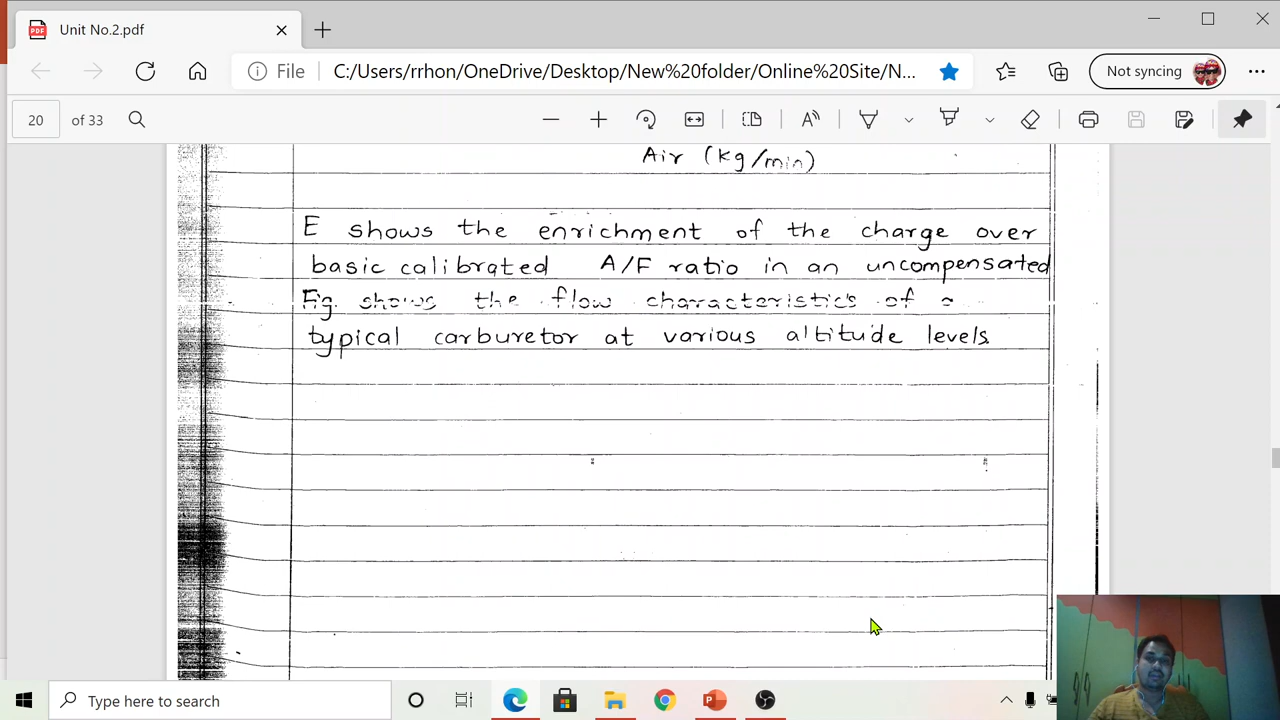 Unit No.2.pdf
File
C:/Users/rrhon/OneDrive/Desktop/New%20folder/Online%20Site/N...
Not syncing
20 of 33
Air (kg/min)
E shows the enrichment of the charge over
basic calibrated A/F ratio in an uncompensated
Fig. shows the flow characteristics of a
typical carburetor at various altitude levels
Type here to search